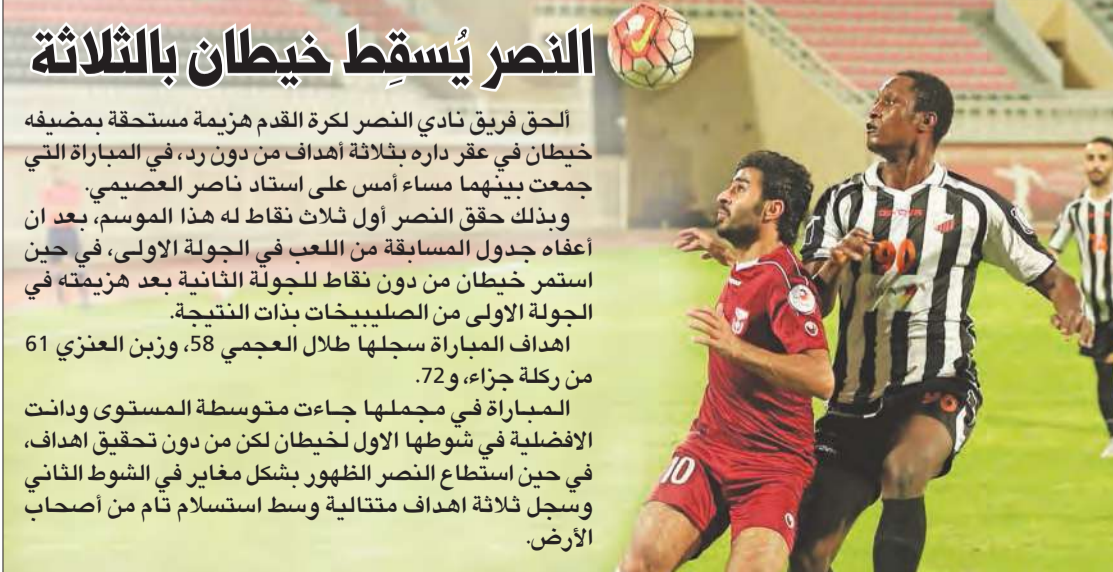 النصر يُسقِط خيطان بالثلاثة
ألحق فريق نادي النصر لكرة القدم هزيمة مستحقة بمضيفه
خيطان في عقر داره بثلاثة أهداف من دون رد، في المباراة التي
جمعت بينهما مساء أمس على استاد ناصر العصيمي.
وبذلك حقق النصر أول ثلاث نقاط له هذا الموسم، بعد ان
أعفاه جدول المسابقة من اللعب في الجولة الاولى، في حين
استمر خيطان من دون نقاط للجولة الثانية بعد هزيمته في
الجولة الاولى من الصليبيخات بذات النتيجة.
اهداف المباراة سجلها طلال العجمي 58، وزبن العنزي 61
من ركلة جزاء، و72.
المباراة في مجملها جاءت متوسطة المستوى ودانت
الافضلية في شوطها الاول لخيطان لكن من دون تحقيق اهداف،
في حين استطاع النصر الظهور بشكل مغاير في الشوط الثاني
وسجل ثلاثة اهداف متتالية وسط استسلام تام من أصحاب
الأرض.
10
90
90